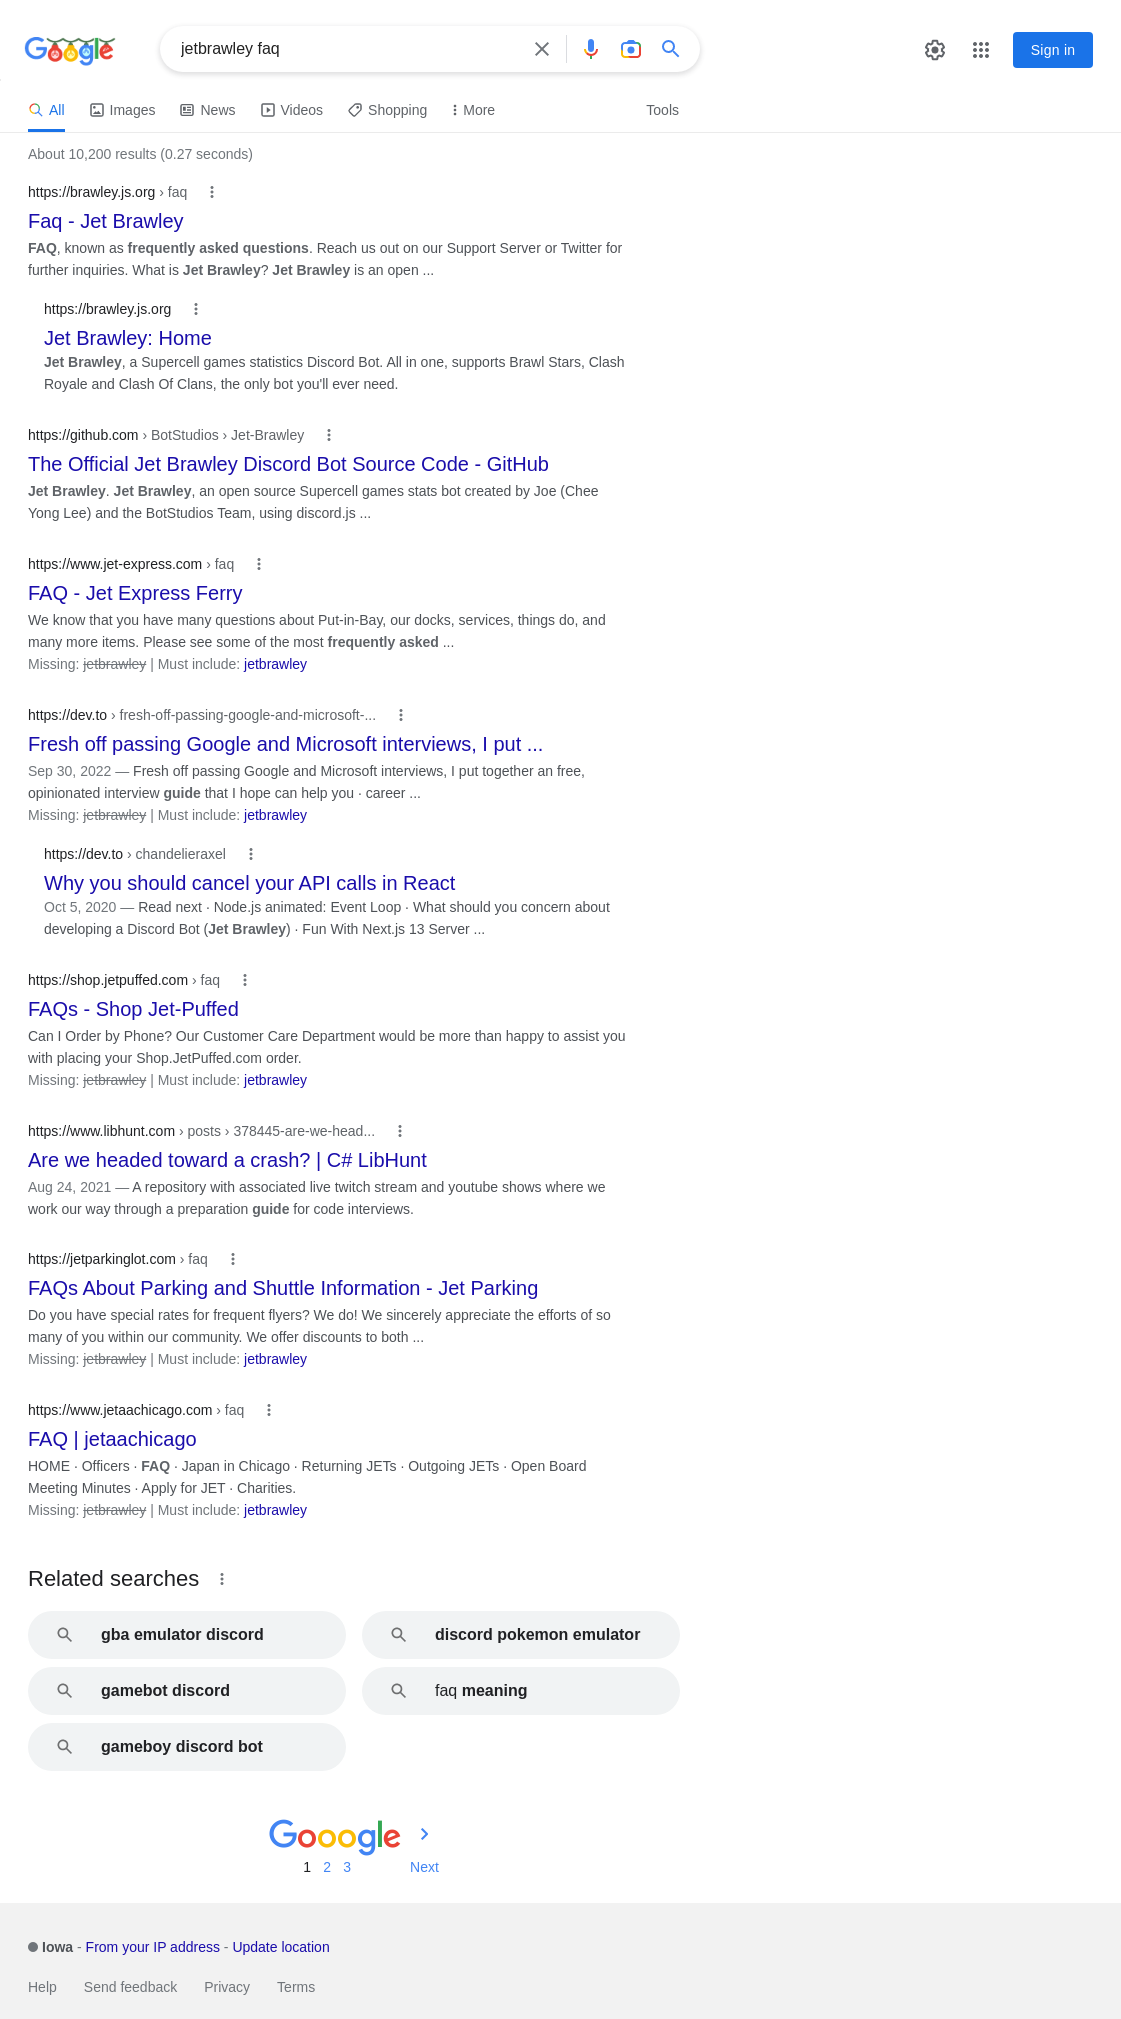 Google
jetbrawley faq
Sign in
All
Images
News
Videos
Shopping
More
Tools
About 10,200 results (0.27 seconds)
https://brawley.js.org › faq
Faq - Jet Brawley
FAQ, known as frequently asked questions. Reach us out on our Support Server or Twitter for
further inquiries. What is Jet Brawley? Jet Brawley is an open ...
https://brawley.js.org
Jet Brawley: Home
Jet Brawley, a Supercell games statistics Discord Bot. All in one, supports Brawl Stars, Clash
Royale and Clash Of Clans, the only bot you'll ever need.
https://github.com › BotStudios › Jet-Brawley
The Official Jet Brawley Discord Bot Source Code - GitHub
Jet Brawley. Jet Brawley, an open source Supercell games stats bot created by Joe (Chee
Yong Lee) and the BotStudios Team, using discord.js ...
https://www.jet-express.com › faq
FAQ - Jet Express Ferry
We know that you have many questions about Put-in-Bay, our docks, services, things do, and
many more items. Please see some of the most frequently asked ...
Missing: jetbrawley | Must include: jetbrawley
https://dev.to › fresh-off-passing-google-and-microsoft-...
Fresh off passing Google and Microsoft interviews, I put ...
Sep 30, 2022 — Fresh off passing Google and Microsoft interviews, I put together an free,
opinionated interview guide that I hope can help you · career ...
Missing: jetbrawley | Must include: jetbrawley
https://dev.to › chandelieraxel
Why you should cancel your API calls in React
Oct 5, 2020 — Read next · Node.js animated: Event Loop · What should you concern about
developing a Discord Bot (Jet Brawley) · Fun With Next.js 13 Server ...
https://shop.jetpuffed.com › faq
FAQs - Shop Jet-Puffed
Can I Order by Phone? Our Customer Care Department would be more than happy to assist you
with placing your Shop.JetPuffed.com order.
Missing: jetbrawley | Must include: jetbrawley
https://www.libhunt.com › posts › 378445-are-we-head...
Are we headed toward a crash? | C# LibHunt
Aug 24, 2021 — A repository with associated live twitch stream and youtube shows where we
work our way through a preparation guide for code interviews.
https://jetparkinglot.com › faq
FAQs About Parking and Shuttle Information - Jet Parking
Do you have special rates for frequent flyers? We do! We sincerely appreciate the efforts of so
many of you within our community. We offer discounts to both ...
Missing: jetbrawley | Must include: jetbrawley
https://www.jetaachicago.com › faq
FAQ | jetaachicago
HOME · Officers · FAQ · Japan in Chicago · Returning JETs · Outgoing JETs · Open Board
Meeting Minutes · Apply for JET · Charities.
Missing: jetbrawley | Must include: jetbrawley
Related searches
gba emulator discord
discord pokemon emulator
gamebot discord
faq meaning
gameboy discord bot
Gooogle
1 2 3 Next
Iowa - From your IP address - Update location
Help Send feedback Privacy Terms